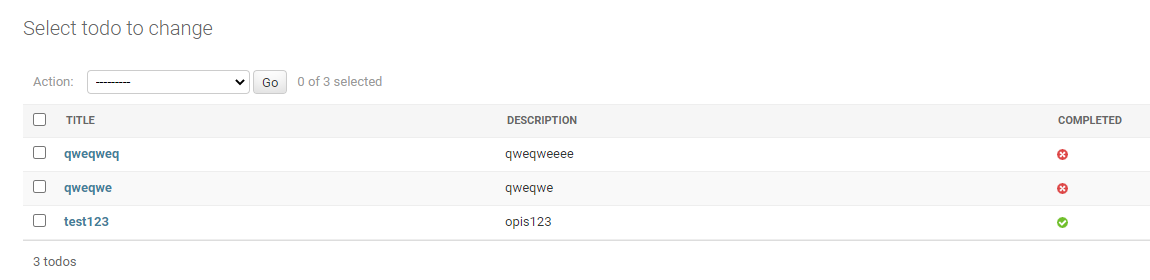 Select todo to change
Action: --------- Go 0 of 3 selected
TITLE DESCRIPTION COMPLETED
qweqweq qweqweeee
qweqwe qweqwe
test123 opis123
3 todos